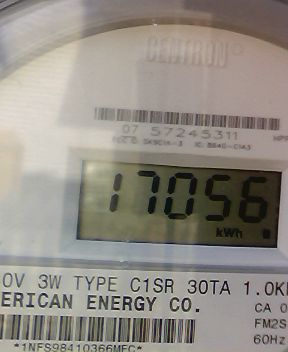 CENTRON
07 57245311
17056
kWh
0V 3W TYPE C1SR 30TA 1.0K
ERICAN ENERGY CO.
CA 0
FM2S
60Hz
*1NFS98410366MFC*